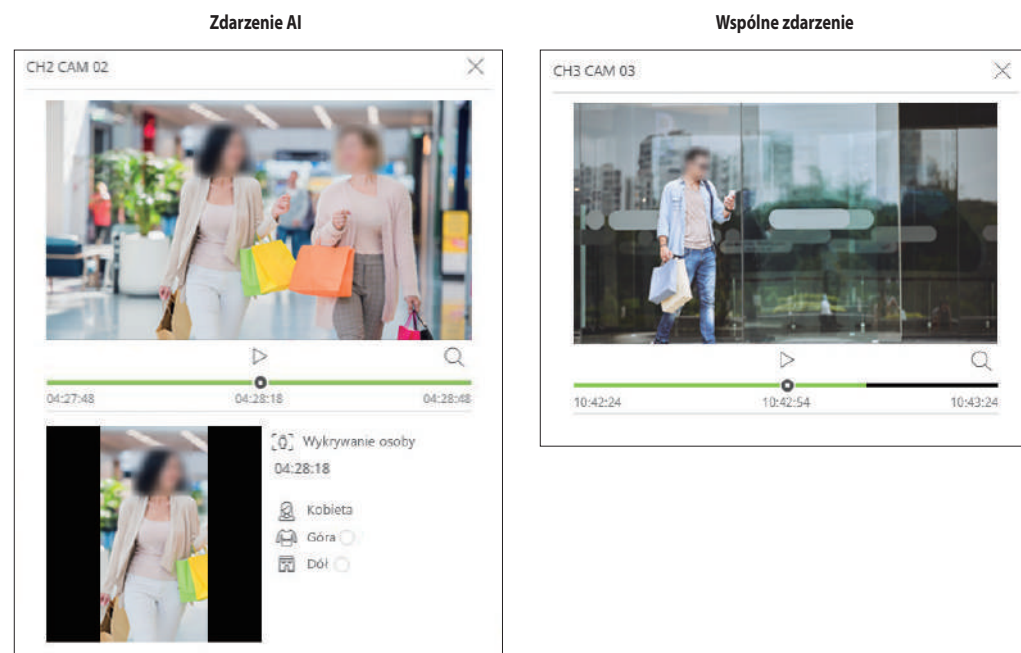 Zdarzenie AI
CH2 CAM 02
04:27:48
04:28:18
04:28:48
Wykrywanie osoby
04:28:18
Kobieta
Góra
Dół
Wspólne zdarzenie
CH3 CAM 03
10:42:24
10:42:54
10:43:24